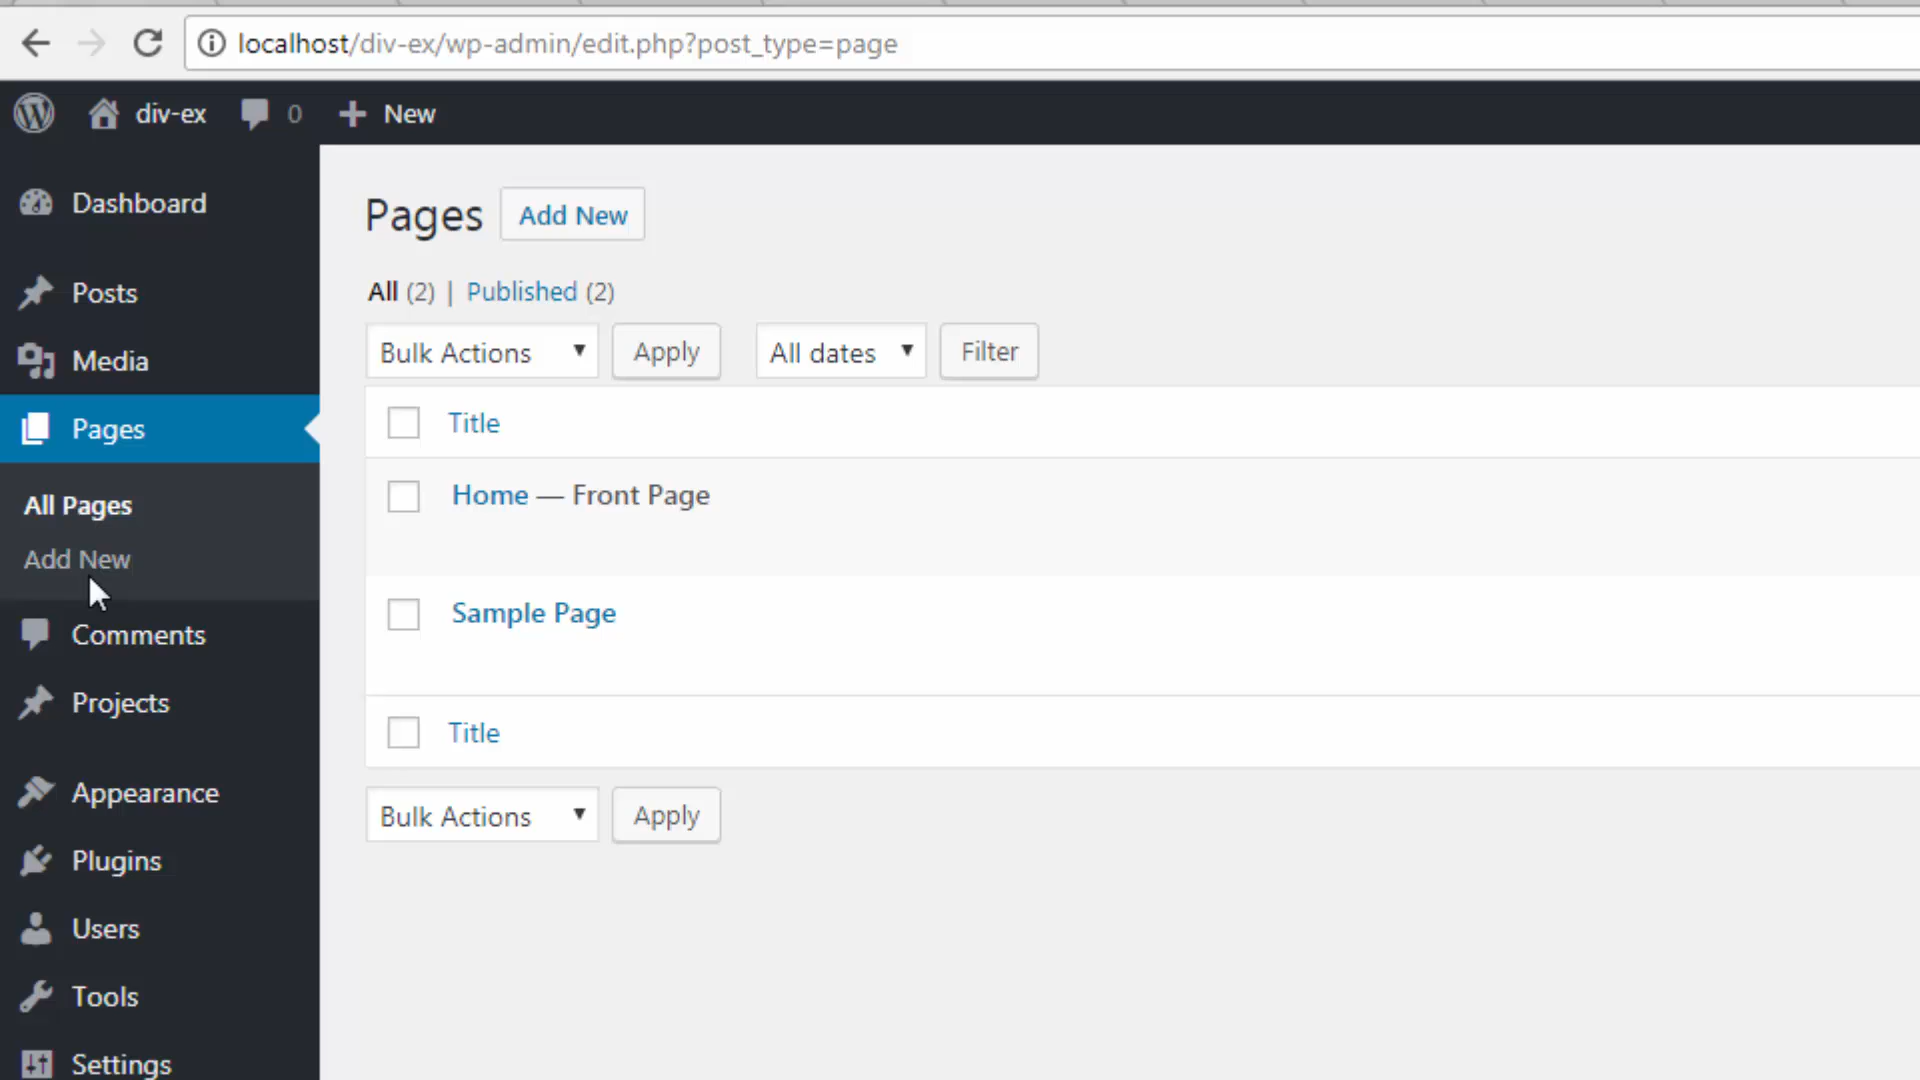 localhost/div-ex/wp-admin/edit.php?post_type=page
div-ex 0 New
Dashboard
Posts
Media
Pages
All Pages
Add New
Comments
Projects
Appearance
Plugins
Users
Tools
Settings
Pages Add New
All (2) | Published (2)
Bulk Actions Apply All dates Filter
Title
Home — Front Page
Sample Page
Title
Bulk Actions Apply